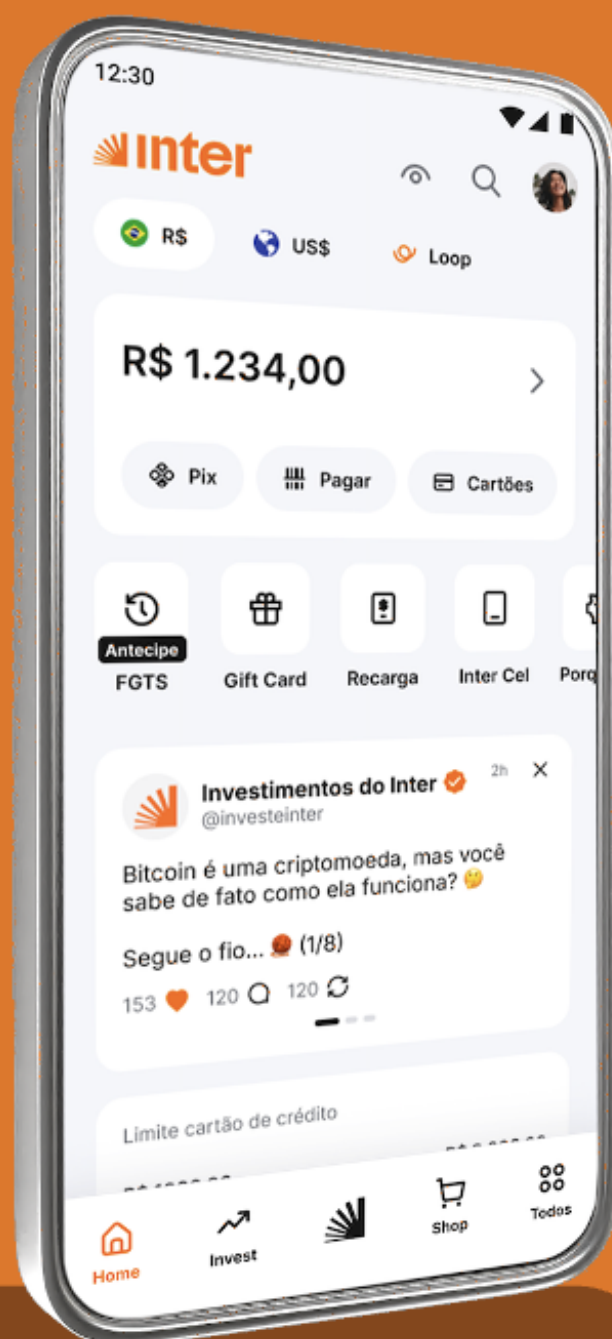 12:30
inter
R$
US$
Loop
R$ 1.234,00
Pix
Pagar
Cartões
Antecipe
FGTS
Gift Card
Recarga
Inter Cel
Porq
Investimentos do Inter
2h
@investeinter
Bitcoin é uma criptomoeda, mas você
sabe de fato como ela funciona? 🤔
Segue o fio... 🧶 (1/8)
153
120
120
Limite cartão de crédito
Home
Invest
Shop
Todos